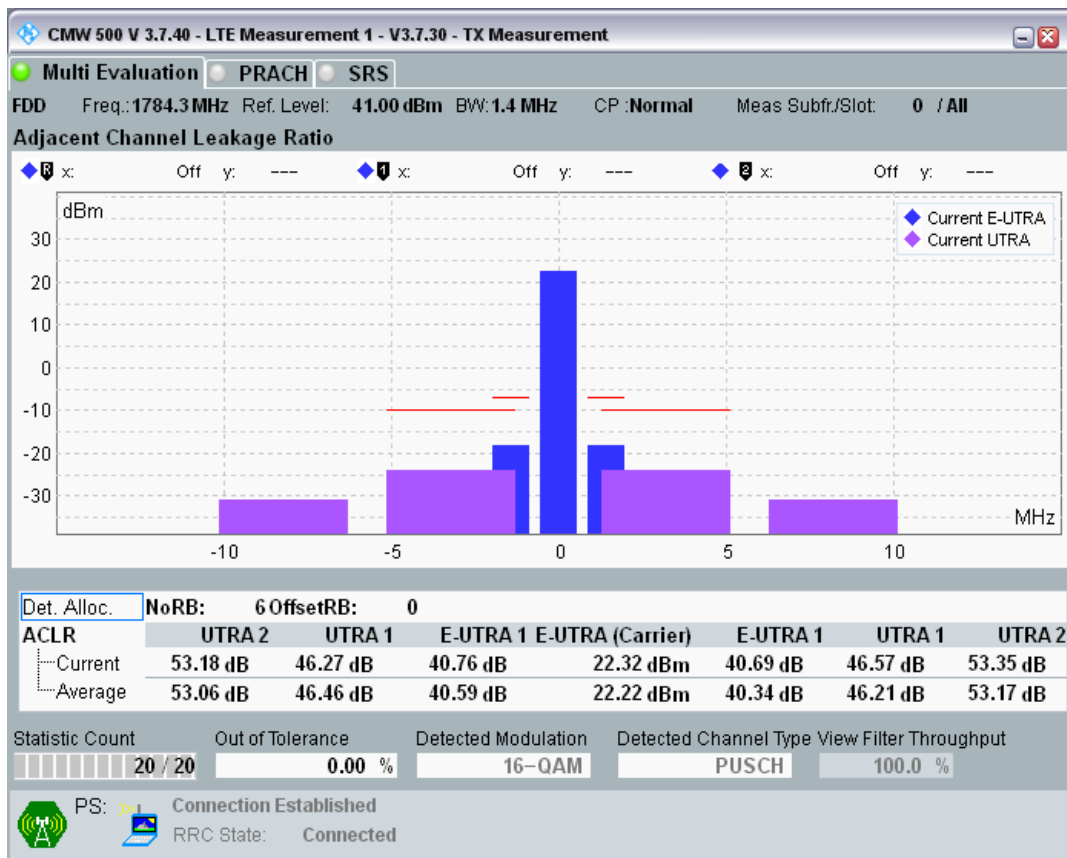 CMW 500 V 3.7.40 - LTE Measurement 1 - V3.7.30 - TX Measurement
Multi Evaluation PRACH SRS
FDD Freq.: 1784.3 MHz Ref. Level: 41.00 dBm BW: 1.4 MHz CP :Normal Meas Subfr./Slot: 0 / All
Adjacent Channel Leakage Ratio
R x: Off y: --- 1 x: Off y: --- 2 x: Off y: ---
dBm
Current E-UTRA
Current UTRA
30
20
10
0
-10
-20
-30
MHz
-10 -5 0 5 10
Det. Alloc. NoRB: 6 OffsetRB: 0
ACLR UTRA 2 UTRA 1 E-UTRA 1 E-UTRA (Carrier) E-UTRA 1 UTRA 1 UTRA 2
Current 53.18 dB 46.27 dB 40.76 dB 22.32 dBm 40.69 dB 46.57 dB 53.35 dB
Average 53.06 dB 46.46 dB 40.59 dB 22.22 dBm 40.34 dB 46.21 dB 53.17 dB
Statistic Count Out of Tolerance Detected Modulation Detected Channel Type View Filter Throughput
20 / 20 0.00 % 16-QAM PUSCH 100.0 %
PS: Connection Established
RRC State: Connected